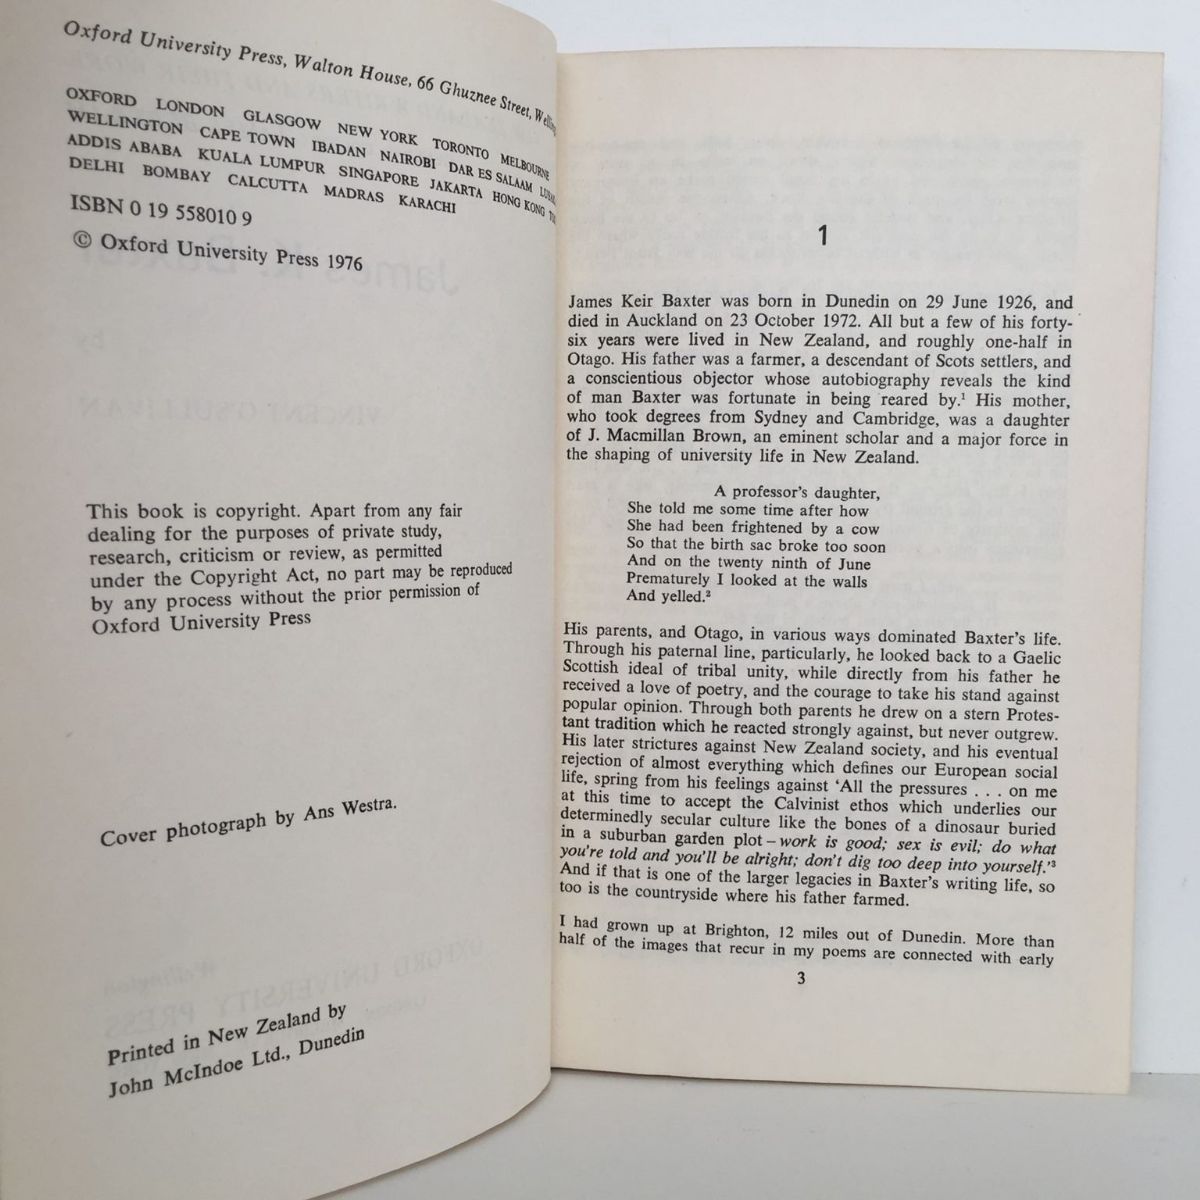 Oxford University Press, Walton House, 66 Ghuznee Street,
OXFORD LONDON GLASGOW NEW YORK TORONTO MELBOURNE
WELLINGTON CAPE TOWN IBADAN NAIROBI DAR ES SALAAM
ADDIS ABABA KUALA LUMPUR SINGAPORE JAKARTA HONG KONG
DELHI BOMBAY CALCUTTA MADRAS KARACHI
ISBN 0 19 558010 9
© Oxford University Press 1976
This book is copyright. Apart from any fair
dealing for the purposes of private study,
research, criticism or review, as permitted
under the Copyright Act, no part may be reproduced
by any process without the prior permission of
Oxford University Press
Cover photograph by Ans Westra.
Printed in New Zealand by
John McIndoe Ltd., Dunedin
1
James Keir Baxter was born in Dunedin on 29 June 1926, and
died in Auckland on 23 October 1972. All but a few of his forty-
six years were lived in New Zealand, and roughly one-half in
Otago. His father was a farmer, a descendant of Scots settlers, and
a conscientious objector whose autobiography reveals the kind
of man Baxter was fortunate in being reared by.¹ His mother,
who took degrees from Sydney and Cambridge, was a daughter
of J. Macmillan Brown, an eminent scholar and a major force in
the shaping of university life in New Zealand.
A professor's daughter,
She told me some time after how
She had been frightened by a cow
So that the birth sac broke too soon
And on the twenty ninth of June
Prematurely I looked at the walls
And yelled.²
His parents, and Otago, in various ways dominated Baxter's life.
Through his paternal line, particularly, he looked back to a Gaelic
Scottish ideal of tribal unity, while directly from his father he
received a love of poetry, and the courage to take his stand against
popular opinion. Through both parents he drew on a stern Protes-
tant tradition which he reacted strongly against, but never outgrew.
His later strictures against New Zealand society, and his eventual
rejection of almost everything which defines our European social
life, spring from his feelings against 'All the pressures . . . on me
at this time to accept the Calvinist ethos which underlies our
determinedly secular culture like the bones of a dinosaur buried
in a suburban garden plot – work is good; sex is evil; do what
you're told and you'll be alright; don't dig too deep into yourself.'³
And if that is one of the larger legacies in Baxter's writing life, so
too is the countryside where his father farmed.
I had grown up at Brighton, 12 miles out of Dunedin. More than
half of the images that recur in my poems are connected with early
3